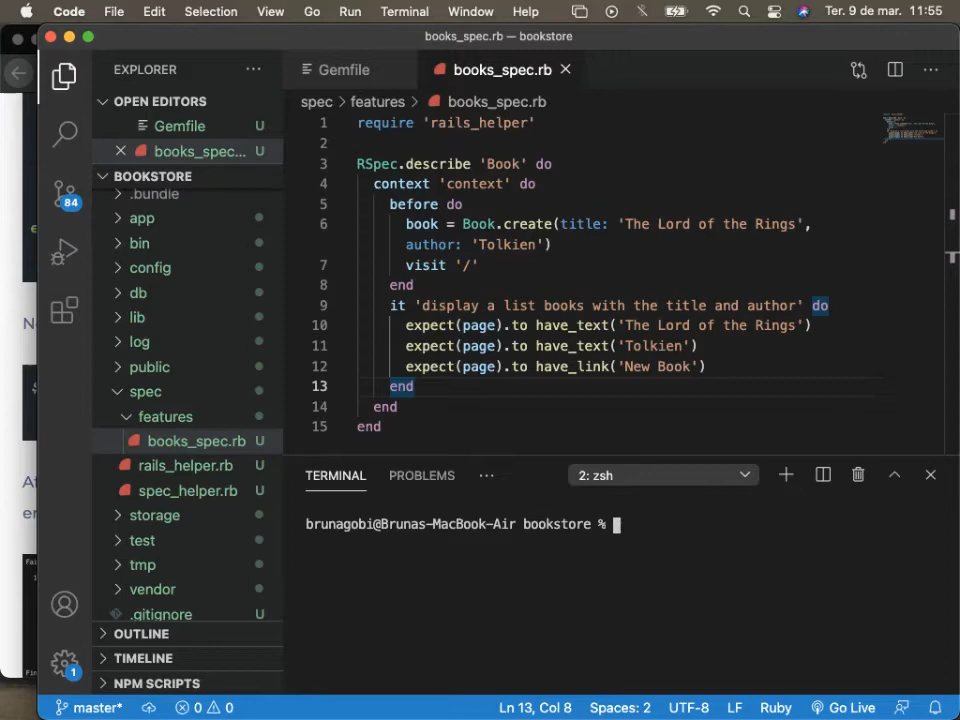 Code File Edit Selection View Go Run Terminal Window Help Ter. 9 de mar. 11:55
books_spec.rb — bookstore
EXPLORER
Gemfile
books_spec.rb
OPEN EDITORS
Gemfile U
books_spec... U
BOOKSTORE
.bundle
app
bin
config
db
lib
log
public
spec
features
books_spec.rb U
rails_helper.rb U
spec_helper.rb U
storage
test
tmp
vendor
.gitignore U
OUTLINE
TIMELINE
NPM SCRIPTS
84
1
spec > features > books_spec.rb
1 require 'rails_helper'
2
3 RSpec.describe 'Book' do
4 context 'context' do
5 before do
6 book = Book.create(title: 'The Lord of the Rings',
author: 'Tolkien')
7 visit '/'
8 end
9 it 'display a list books with the title and author' do
10 expect(page).to have_text('The Lord of the Rings')
11 expect(page).to have_text('Tolkien')
12 expect(page).to have_link('New Book')
13 end
14 end
15 end
TERMINAL PROBLEMS 2: zsh
brunagobi@Brunas-MacBook-Air bookstore %
master* 0 0 Ln 13, Col 8 Spaces: 2 UTF-8 LF Ruby Go Live